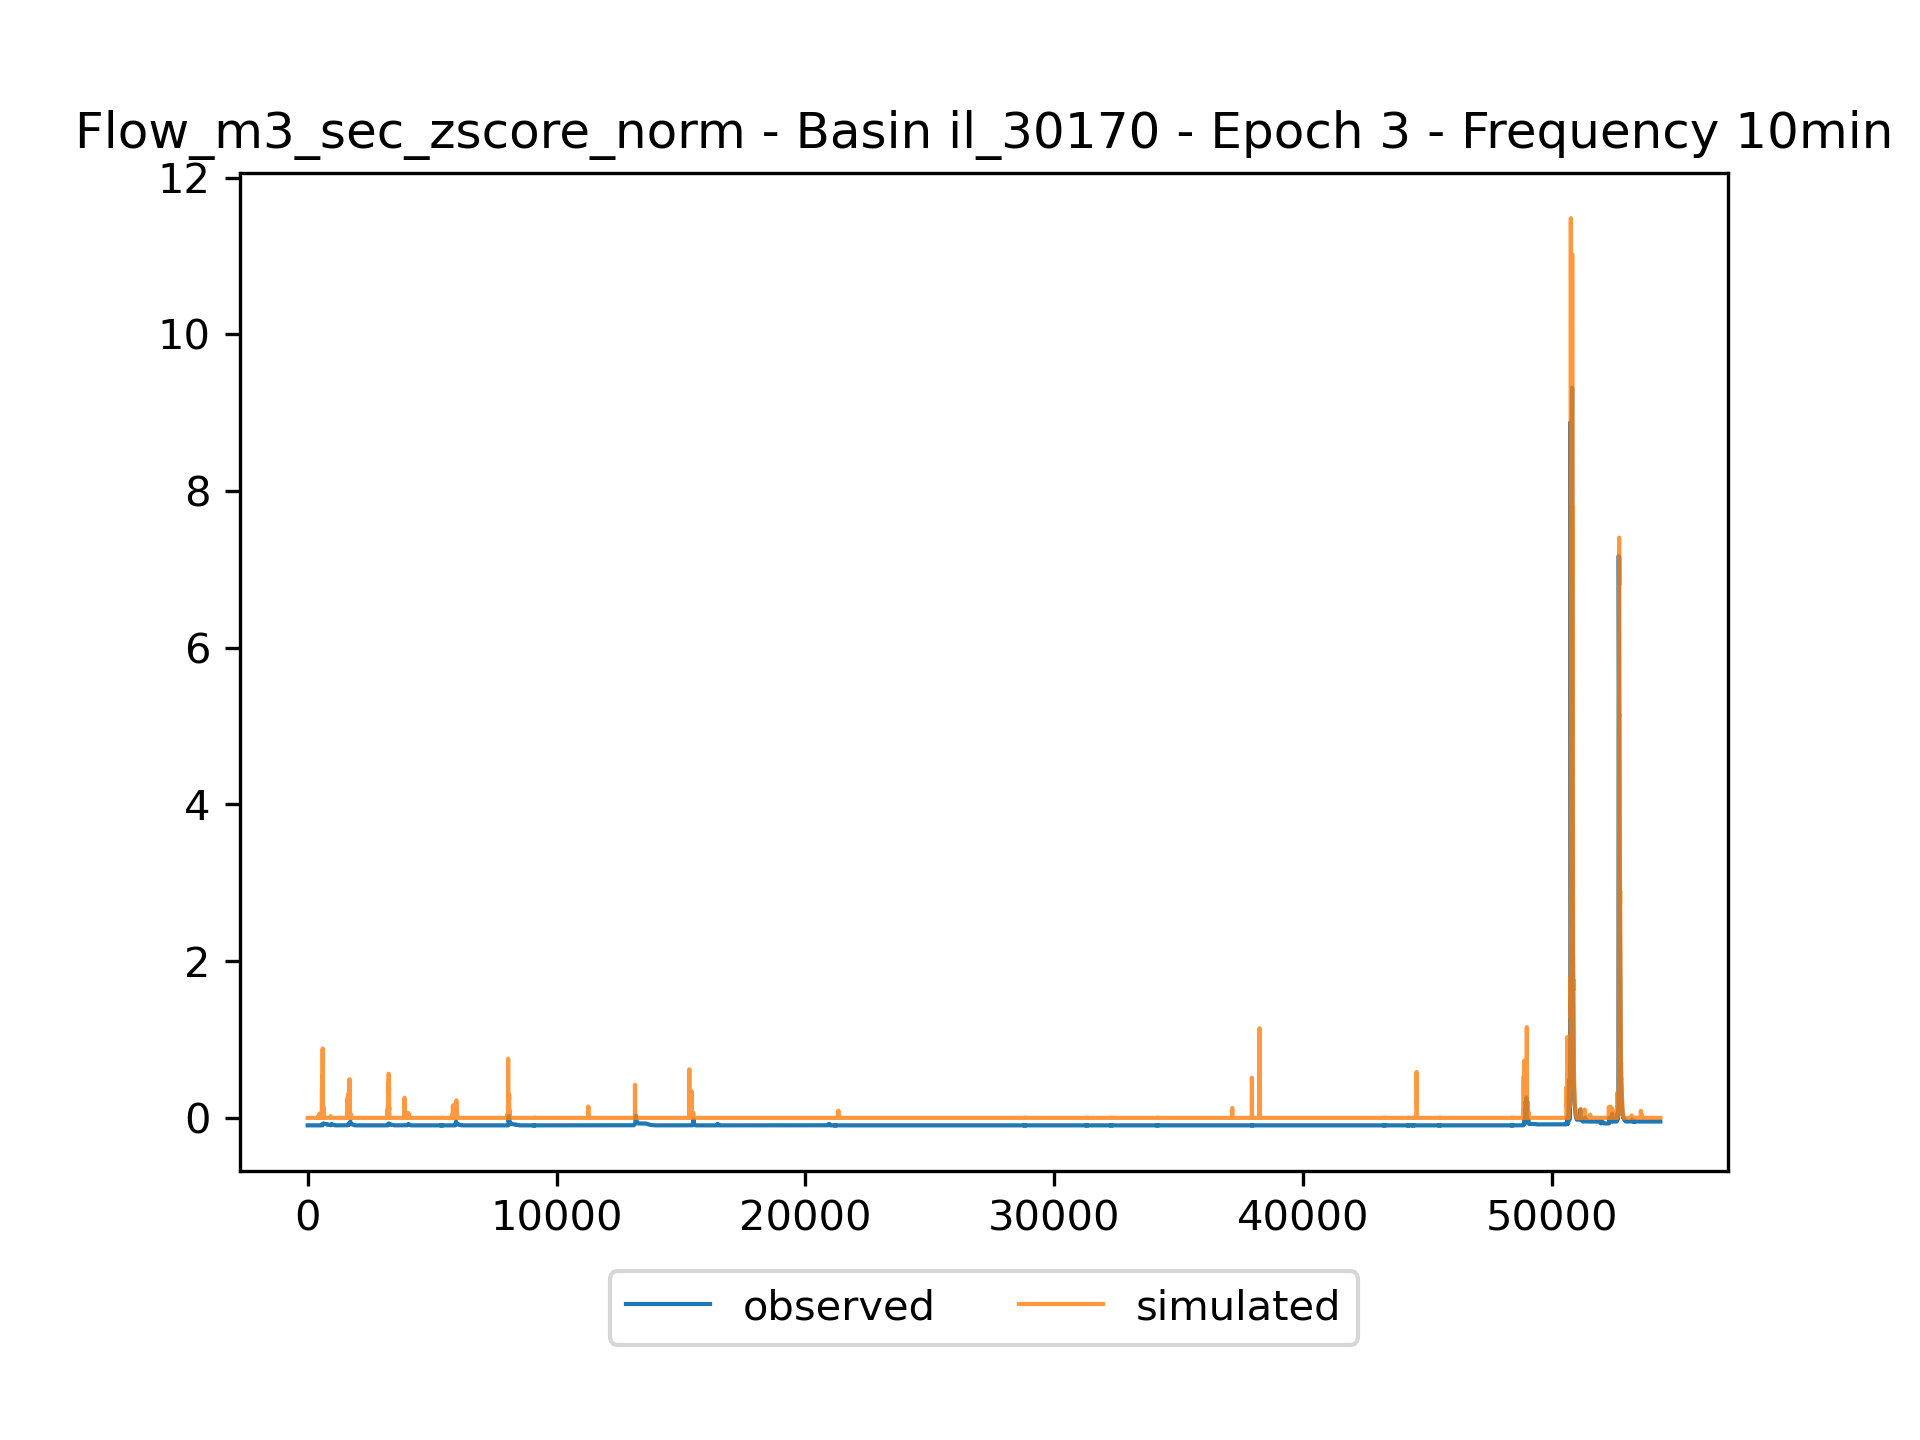 Flow_m3_sec_zscore_norm - Basin il_30170 - Epoch 3 - Frequency 10min
12
10
8
6
4
2
0
0 10000 20000 30000 40000 50000
observed simulated